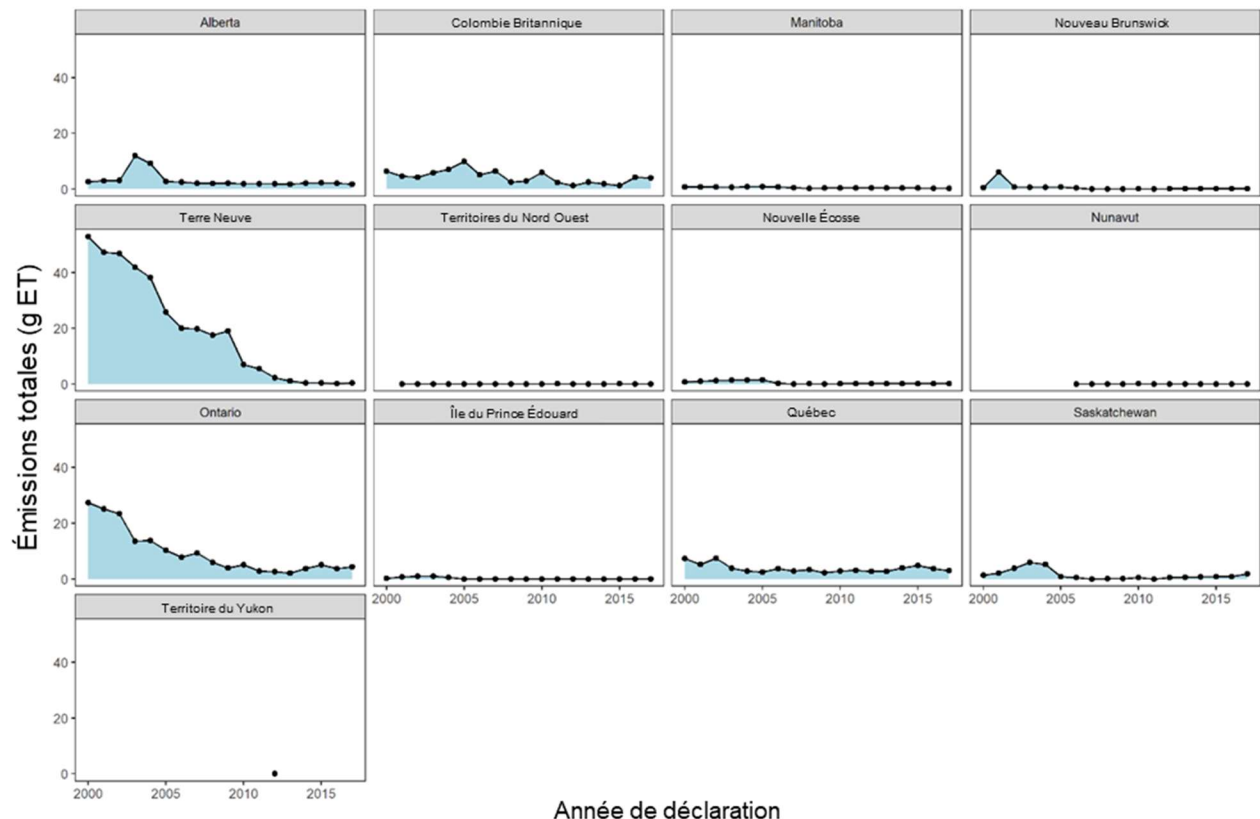 Alberta
Colombie Britannique
Manitoba
Nouveau Brunswick
40
20
0
Terre Neuve
Territoires du Nord Ouest
Nouvelle Écosse
Nunavut
40
20
0
Ontario
Île du Prince Édouard
Québec
Saskatchewan
40
20
0
2000 2005 2010 2015
2000 2005 2010 2015
2000 2005 2010 2015
Territoire du Yukon
40
20
0
2000 2005 2010 2015
Émissions totales (g ET)
Année de déclaration